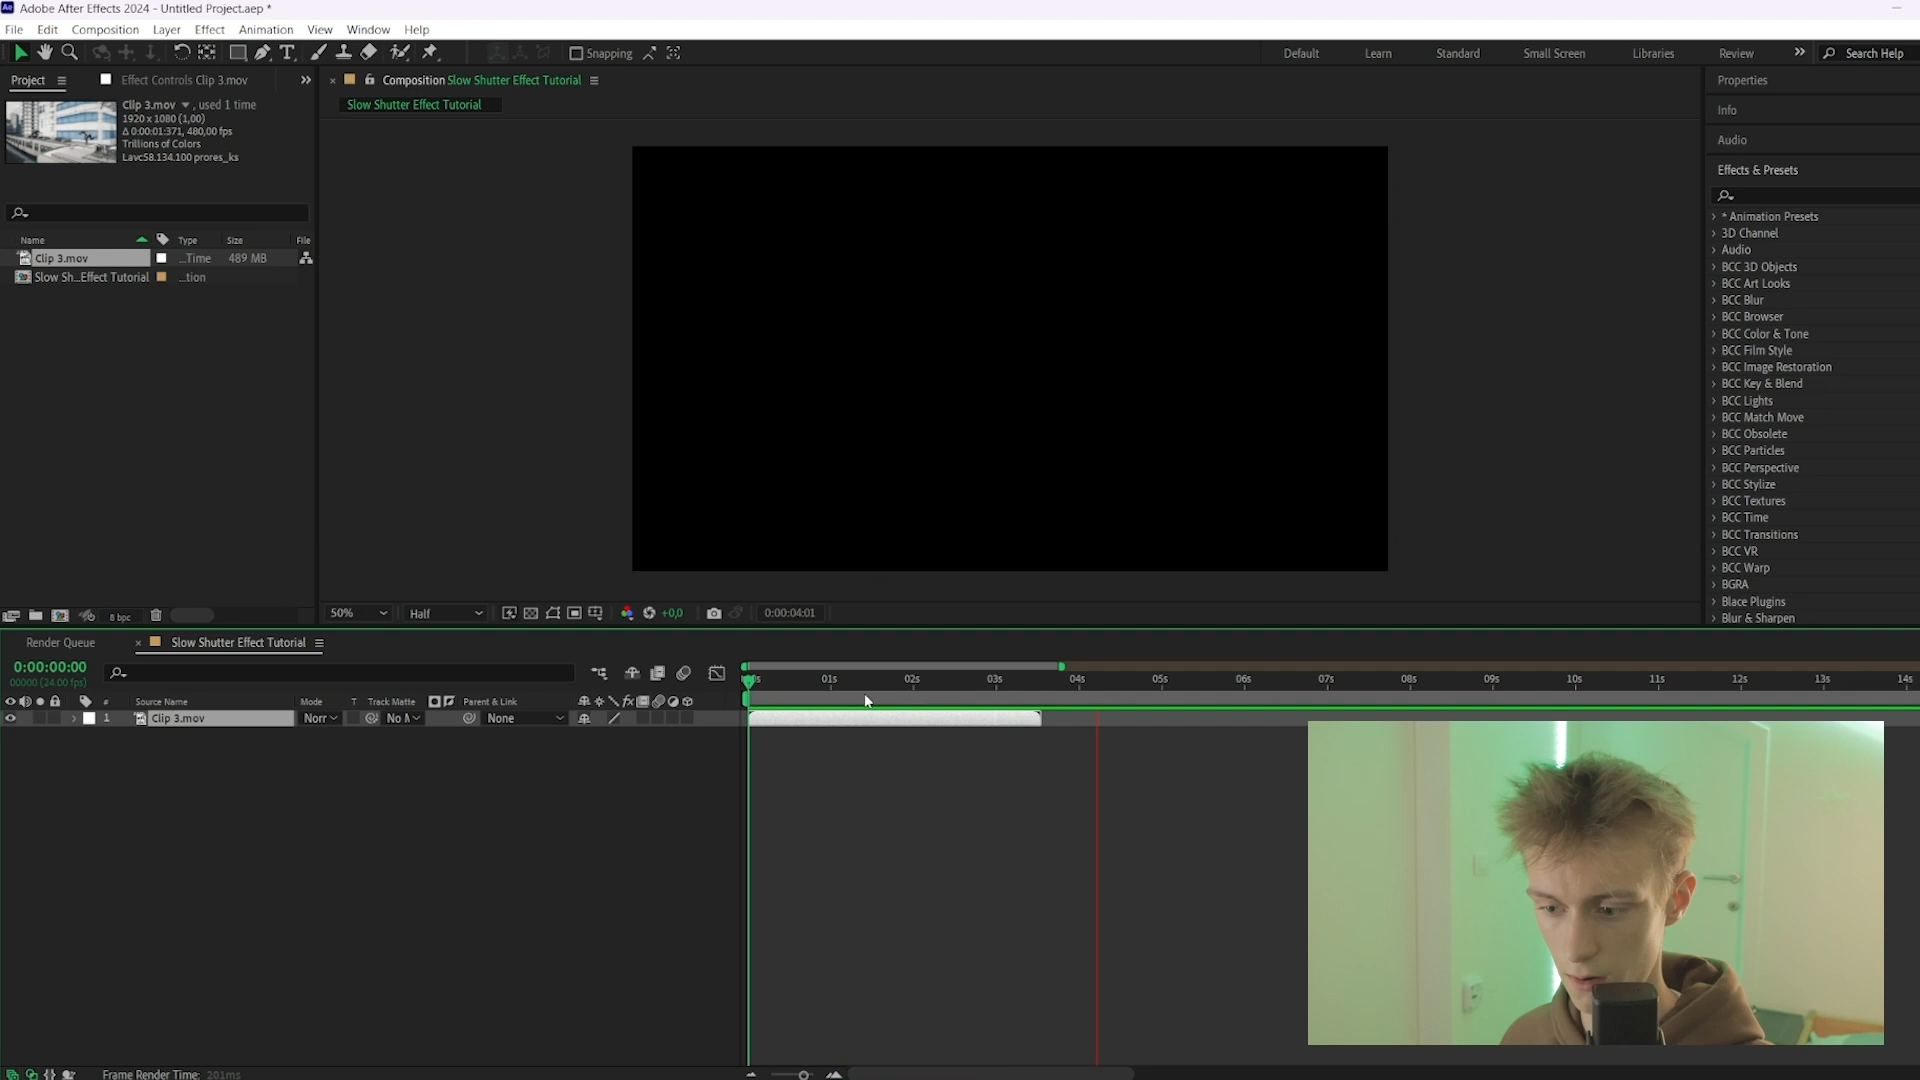 Adobe After Effects 2024 - Untitled Project.aep *
File Edit Composition Layer Effect Animation View Window Help
Snapping Default Learn Standard Small Screen Libraries Review Search Help
Project Effect Controls Clip 3.mov
Clip 3.mov , used 1 time
1920 x 1080 (1,00)
Δ 0:00:01:371, 480,00 fps
Trillions of Colors
Lavc58.134.100 prores_ks
Name Type Size File
Clip 3.mov ...Time 489 MB
Slow Sh...Effect Tutorial ...tion
8 bpc
Composition Slow Shutter Effect Tutorial
Slow Shutter Effect Tutorial
50% Half +0,0 0:00:04:01
Properties
Info
Audio
Effects & Presets
* Animation Presets
3D Channel
Audio
BCC 3D Objects
BCC Art Looks
BCC Blur
BCC Browser
BCC Color & Tone
BCC Film Style
BCC Image Restoration
BCC Key & Blend
BCC Lights
BCC Match Move
BCC Obsolete
BCC Particles
BCC Perspective
BCC Stylize
BCC Textures
BCC Time
BCC Transitions
BCC VR
BCC Warp
BGRA
Blace Plugins
Blur & Sharpen
Render Queue Slow Shutter Effect Tutorial
0:00:00:00
00000 (24.00 fps)
01s 02s 03s 04s 05s 06s 07s 08s 09s 10s 11s 12s 13s 14s
# Source Name Mode T Track Matte Parent & Link
1 Clip 3.mov Norr No M None
Frame Render Time: 201ms